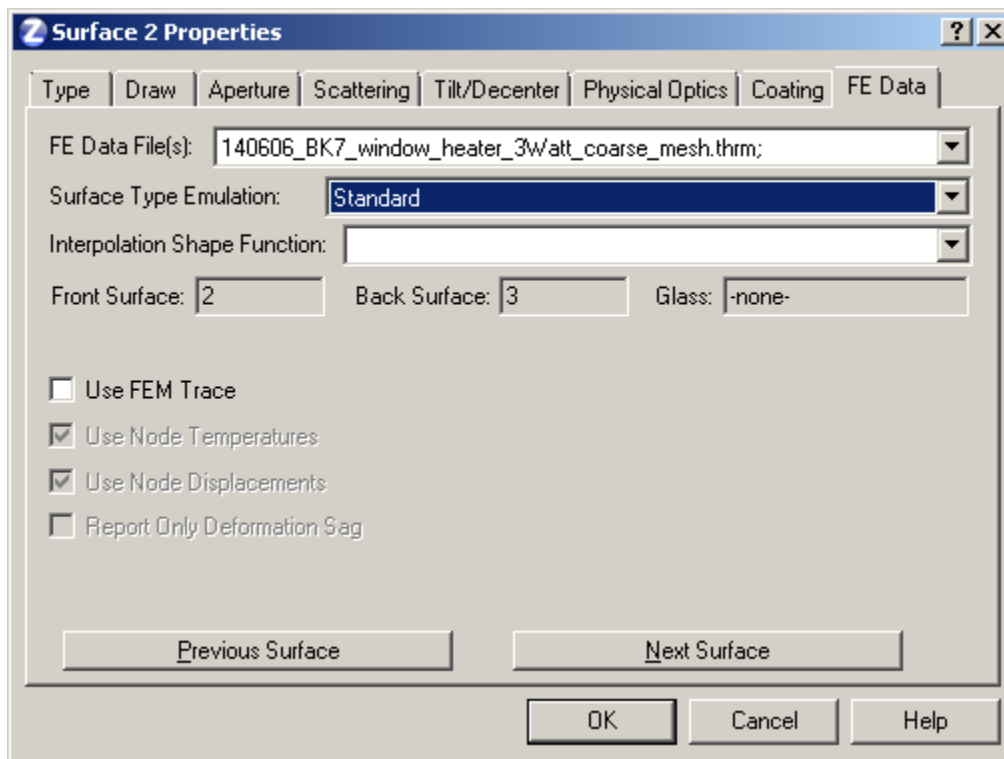 Surface 2 Properties
Type Draw Aperture Scattering Tilt/Decenter Physical Optics Coating FE Data
FE Data File(s): 140606_BK7_window_heater_3Watt_coarse_mesh.thrm;
Surface Type Emulation: Standard
Interpolation Shape Function:
Front Surface: 2 Back Surface: 3 Glass: -none-
Use FEM Trace
Use Node Temperatures
Use Node Displacements
Report Only Deformation Sag
Previous Surface Next Surface
OK Cancel Help